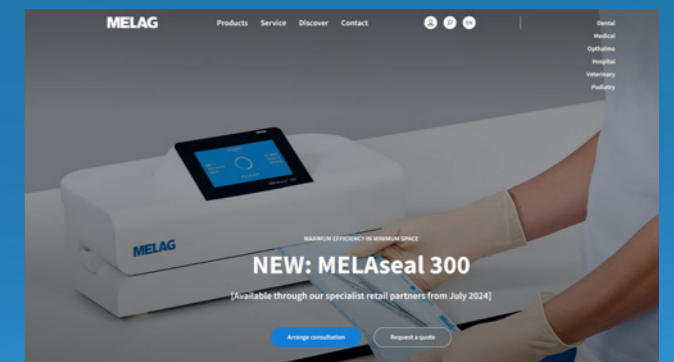 MELAG
Products Service Discover Contact
EN
Dental
Medical
Opthalmo
Hospital
Veterinary
Podiatry
MELAG
MAXIMUM EFFICIENCY IN MINIMUM SPACE
NEW: MELAseal 300
[Available through our specialist retail partners from July 2024]
Arrange consultation Request a quote
MELAG